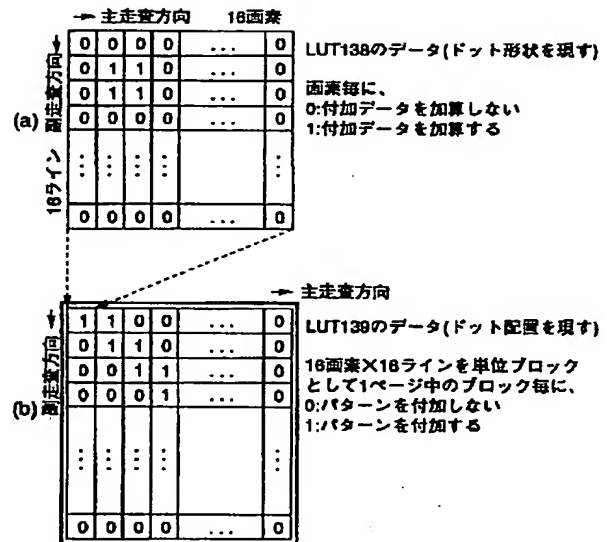 → 主走査方向 16画素
副走査方向
16ライン
(a)
0 0 0 0 ... 0
0 1 1 0 ... 0
0 1 1 0 ... 0
0 0 0 0 ... 0
⋮ ⋮ ⋮ ⋮ ⋮
0 0 0 0 ... 0
LUT138のデータ(ドット形状を現す)
画素毎に、
0:付加データを加算しない
1:付加データを加算する
→ 主走査方向
副走査方向
(b)
1 1 0 0 ... 0
0 1 1 0 ... 0
0 0 1 1 ... 0
0 0 0 1 ... 0
⋮ ⋮ ⋮ ⋮ ⋮
0 0 0 0 ... 0
LUT139のデータ(ドット配置を現す)
16画素×16ラインを単位ブロック
として1ページ中のブロック毎に、
0:パターンを付加しない
1:パターンを付加する